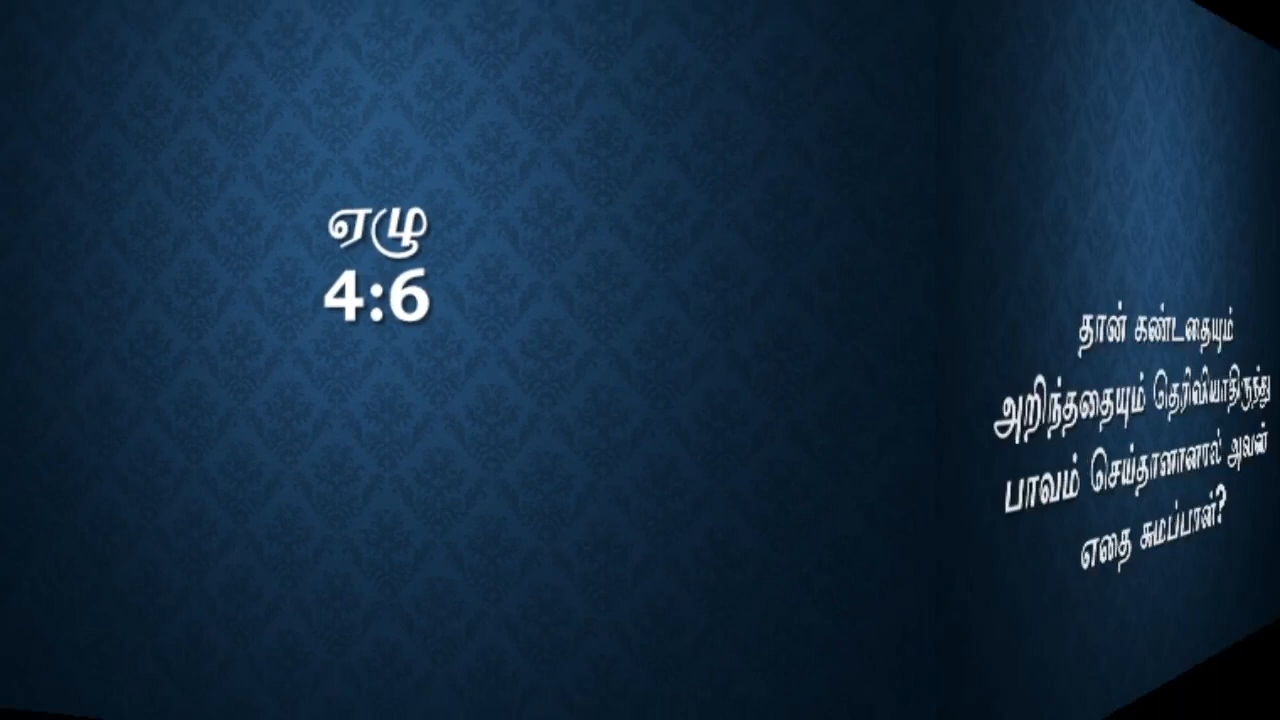 ஏழு
4:6
தான் கண்டதையும்
அறிந்ததையும் தெரிவியாதிருந்து
பாவம் செய்தானானால் அவன்
எதை சுமப்பான்?